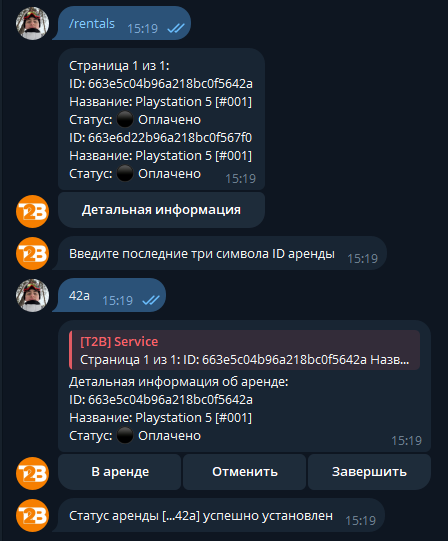 /rentals 15:19
Страница 1 из 1:
ID: 663e5c04b96a218bc0f5642a
Название: Playstation 5 [#001]
Статус: ⚫ Оплачено
ID: 663e6d22b96a218bc0f567f0
Название: Playstation 5 [#001]
Статус: ⚫ Оплачено 15:19
Детальная информация
T2B
Введите последние три символа ID аренды 15:19
T2B
42a 15:19
[T2B] Service
Страница 1 из 1: ID: 663e5c04b96a218bc0f5642a Назв...
Детальная информация об аренде:
ID: 663e5c04b96a218bc0f5642a
Название: Playstation 5 [#001]
Статус: ⚫ Оплачено
15:19
В аренде Отменить Завершить
T2B
Статус аренды [...42a] успешно установлен 15:19
T2B